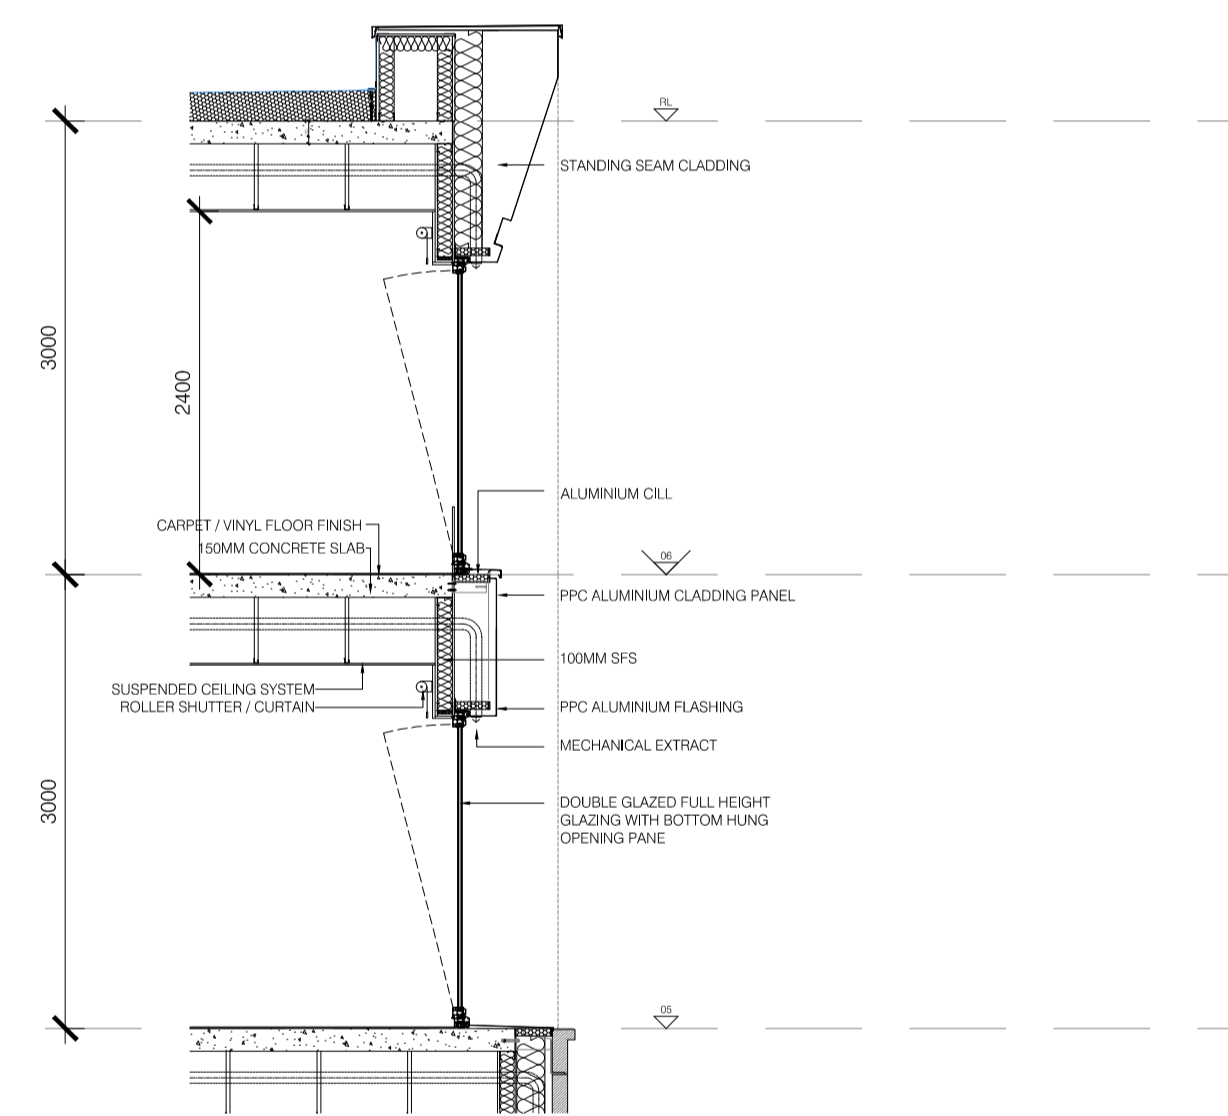 RL
STANDING SEAM CLADDING
3000
2400
ALUMINIUM CILL
CARPET / VINYL FLOOR FINISH
150MM CONCRETE SLAB
06
PPC ALUMINIUM CLADDING PANEL
100MM SFS
SUSPENDED CEILING SYSTEM
ROLLER SHUTTER / CURTAIN
PPC ALUMINIUM FLASHING
MECHANICAL EXTRACT
3000
DOUBLE GLAZED FULL HEIGHT
GLAZING WITH BOTTOM HUNG
OPENING PANE
05